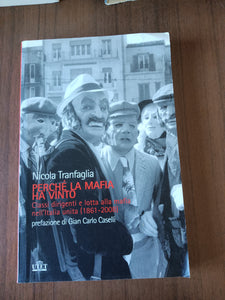 Nicola Tranfaglia
PERCHÉ LA MAFIA
HA VINTO
Classi dirigenti e lotta alla mafia
nell'Italia unita (1861-2008)
prefazione di Gian Carlo Caselli
UTET